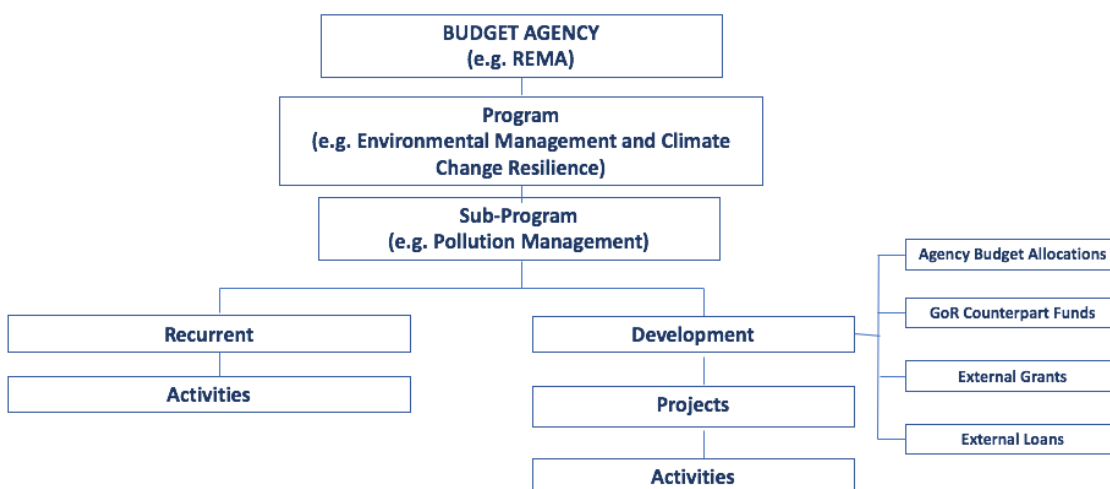 BUDGET AGENCY
(e.g. REMA)
Program
(e.g. Environmental Management and Climate
Change Resilience)
Sub-Program
(e.g. Pollution Management)
Recurrent
Activities
Development
Projects
Activities
Agency Budget Allocations
GoR Counterpart Funds
External Grants
External Loans